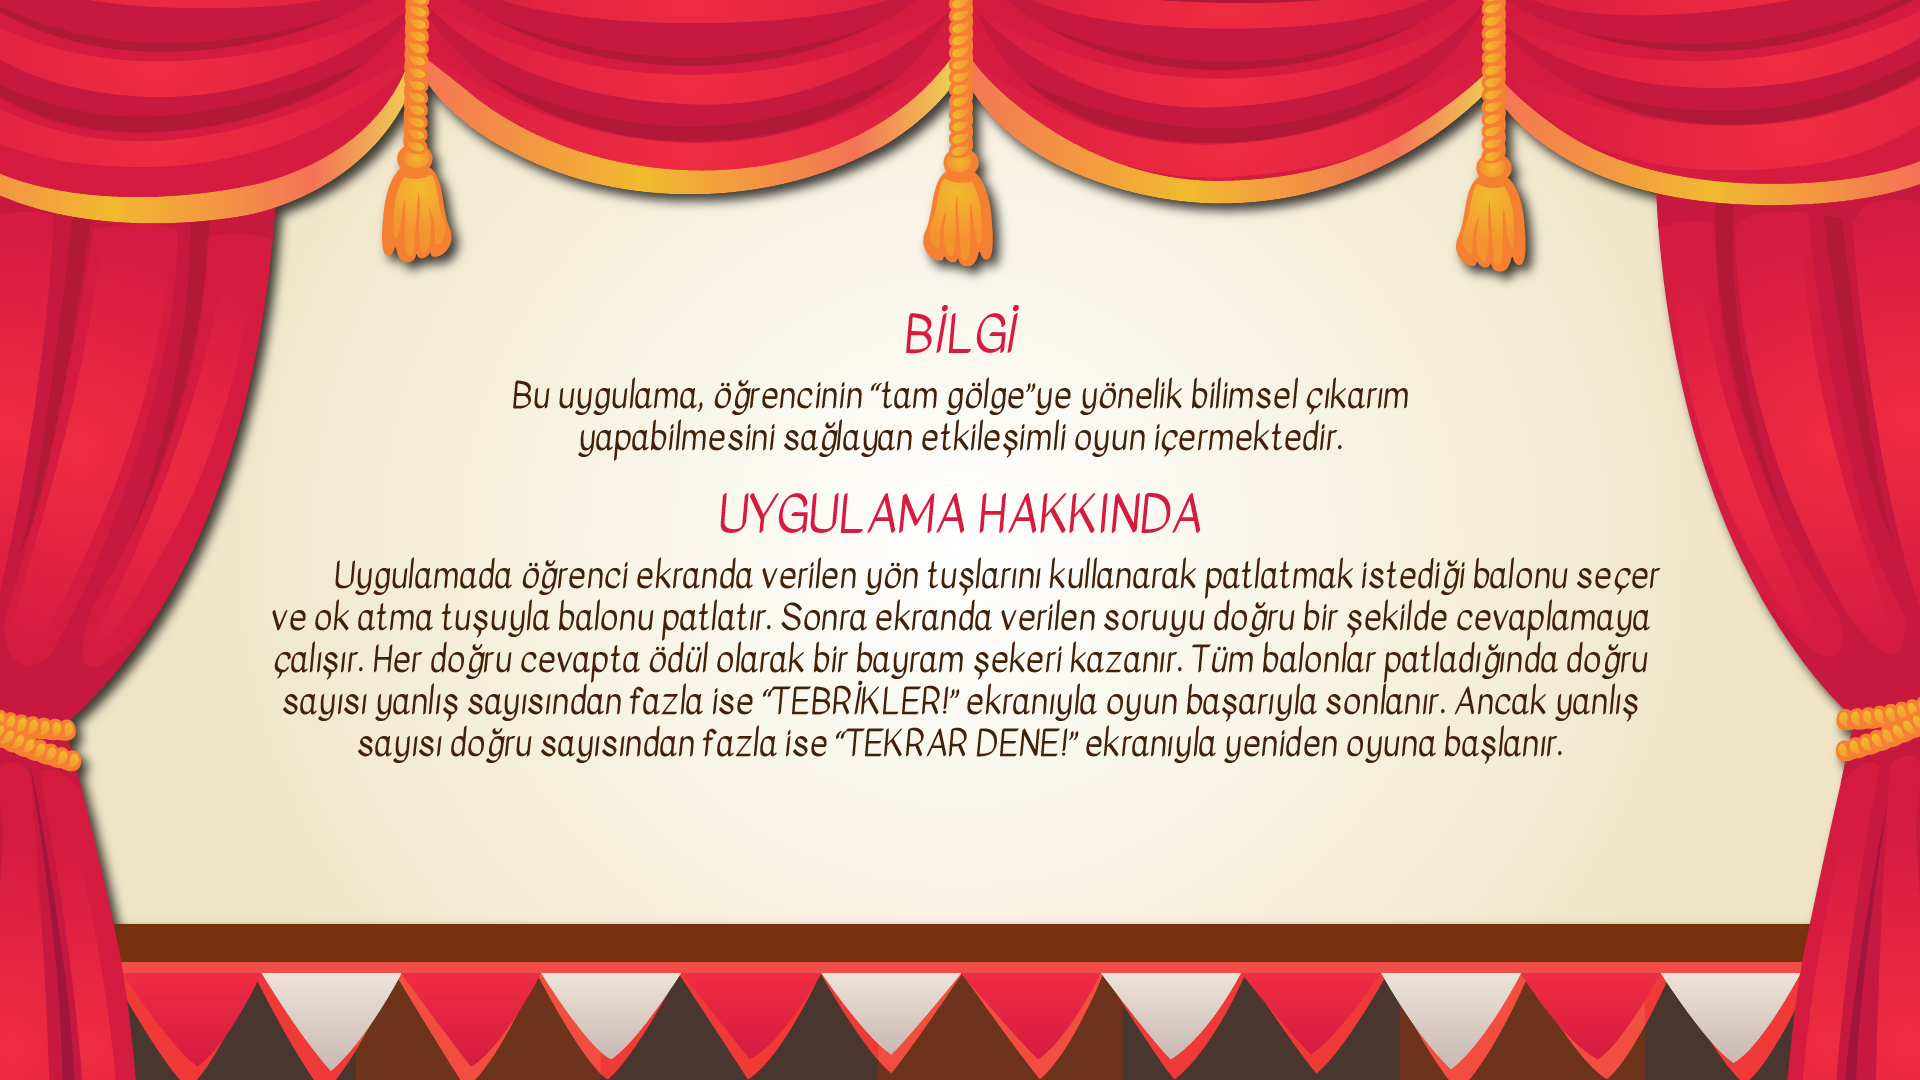 BİLGİ
Bu uygulama, öğrencinin “tam gölge”ye yönelik bilimsel çıkarım
yapabilmesini sağlayan etkileşimli oyun içermektedir.
UYGULAMA HAKKINDA
Uygulamada öğrenci ekranda verilen yön tuşlarını kullanarak patlatmak istediği balonu seçer
ve ok atma tuşuyla balonu patlatır. Sonra ekranda verilen soruyu doğru bir şekilde cevaplamaya
çalışır. Her doğru cevapta ödül olarak bir bayram şekeri kazanır. Tüm balonlar patladığında doğru
sayısı yanlış sayısından fazla ise “TEBRİKLER!” ekranıyla oyun başarıyla sonlanır. Ancak yanlış
sayısı doğru sayısından fazla ise “TEKRAR DENE!” ekranıyla yeniden oyuna başlanır.